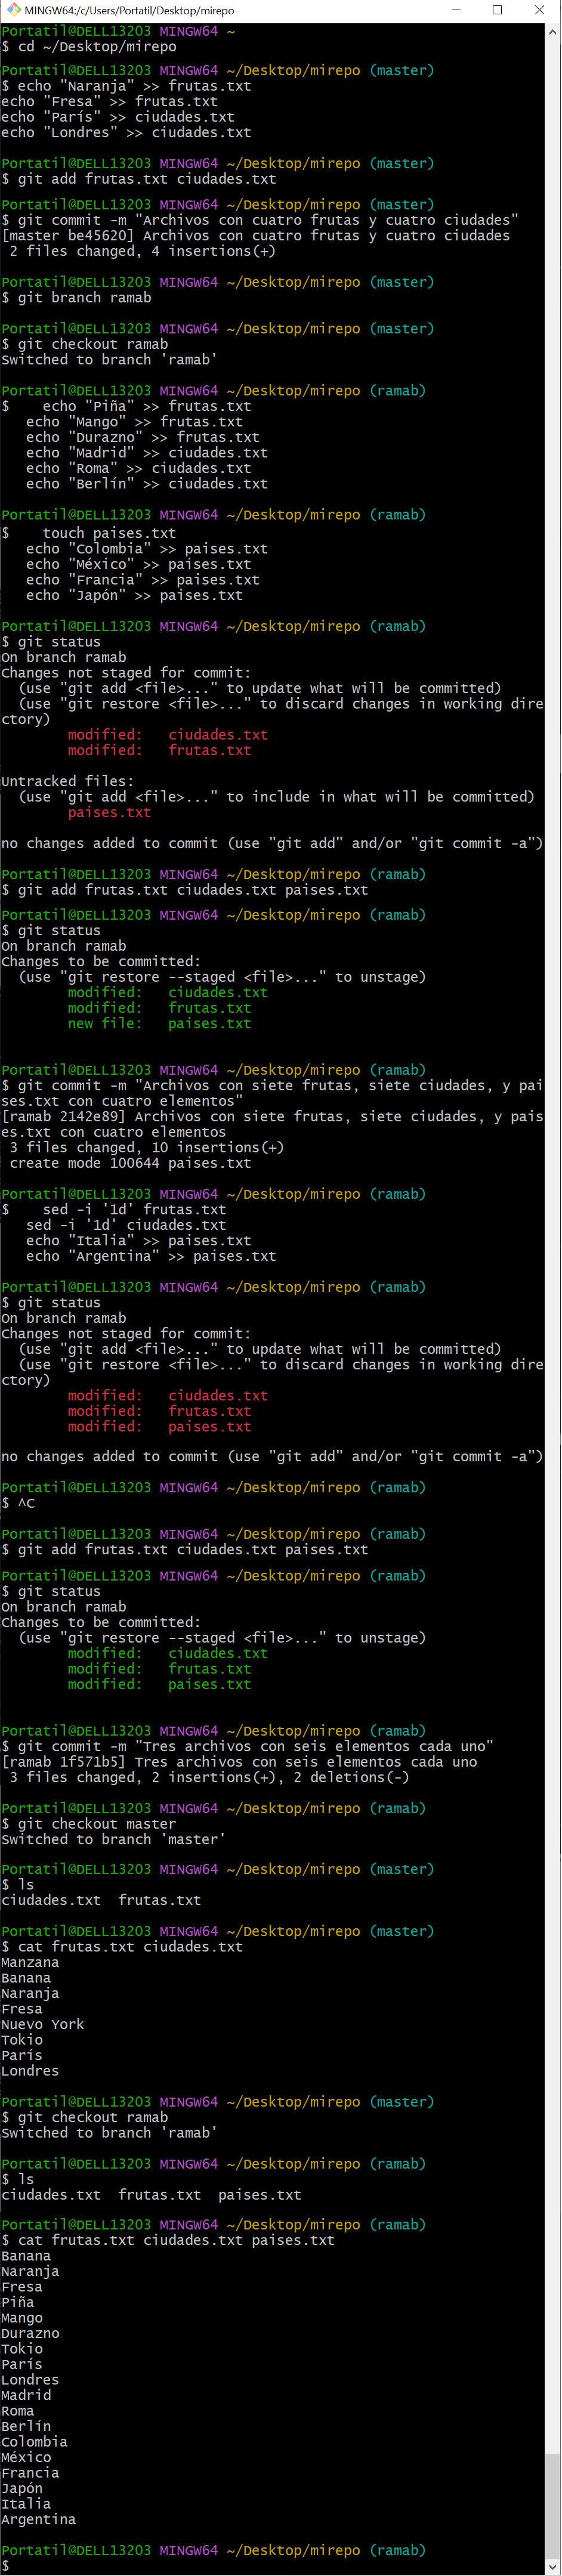 MINGW64:/c/Users/Portatil/Desktop/mirepo
Portatil@DELL13203 MINGW64 ~
$ cd ~/Desktop/mirepo
Portatil@DELL13203 MINGW64 ~/Desktop/mirepo (master)
$ echo "Naranja" >> frutas.txt
echo "Fresa" >> frutas.txt
echo "París" >> ciudades.txt
echo "Londres" >> ciudades.txt
Portatil@DELL13203 MINGW64 ~/Desktop/mirepo (master)
$ git add frutas.txt ciudades.txt
Portatil@DELL13203 MINGW64 ~/Desktop/mirepo (master)
$ git commit -m "Archivos con cuatro frutas y cuatro ciudades"
[master be45620] Archivos con cuatro frutas y cuatro ciudades
 2 files changed, 4 insertions(+)
Portatil@DELL13203 MINGW64 ~/Desktop/mirepo (master)
$ git branch ramab
Portatil@DELL13203 MINGW64 ~/Desktop/mirepo (master)
$ git checkout ramab
Switched to branch 'ramab'
Portatil@DELL13203 MINGW64 ~/Desktop/mirepo (ramab)
$    echo "Piña" >> frutas.txt
   echo "Mango" >> frutas.txt
   echo "Durazno" >> frutas.txt
   echo "Madrid" >> ciudades.txt
   echo "Roma" >> ciudades.txt
   echo "Berlín" >> ciudades.txt
Portatil@DELL13203 MINGW64 ~/Desktop/mirepo (ramab)
$    touch paises.txt
   echo "Colombia" >> paises.txt
   echo "México" >> paises.txt
   echo "Francia" >> paises.txt
   echo "Japón" >> paises.txt
Portatil@DELL13203 MINGW64 ~/Desktop/mirepo (ramab)
$ git status
On branch ramab
Changes not staged for commit:
  (use "git add <file>..." to update what will be committed)
  (use "git restore <file>..." to discard changes in working dire
ctory)
        modified:   ciudades.txt
        modified:   frutas.txt
Untracked files:
  (use "git add <file>..." to include in what will be committed)
        paises.txt
no changes added to commit (use "git add" and/or "git commit -a")
Portatil@DELL13203 MINGW64 ~/Desktop/mirepo (ramab)
$ git add frutas.txt ciudades.txt paises.txt
Portatil@DELL13203 MINGW64 ~/Desktop/mirepo (ramab)
$ git status
On branch ramab
Changes to be committed:
  (use "git restore --staged <file>..." to unstage)
        modified:   ciudades.txt
        modified:   frutas.txt
        new file:   paises.txt
Portatil@DELL13203 MINGW64 ~/Desktop/mirepo (ramab)
$ git commit -m "Archivos con siete frutas, siete ciudades, y pai
ses.txt con cuatro elementos"
[ramab 2142e89] Archivos con siete frutas, siete ciudades, y pais
es.txt con cuatro elementos
 3 files changed, 10 insertions(+)
 create mode 100644 paises.txt
Portatil@DELL13203 MINGW64 ~/Desktop/mirepo (ramab)
$    sed -i '1d' frutas.txt
   sed -i '1d' ciudades.txt
   echo "Italia" >> paises.txt
   echo "Argentina" >> paises.txt
Portatil@DELL13203 MINGW64 ~/Desktop/mirepo (ramab)
$ git status
On branch ramab
Changes not staged for commit:
  (use "git add <file>..." to update what will be committed)
  (use "git restore <file>..." to discard changes in working dire
ctory)
        modified:   ciudades.txt
        modified:   frutas.txt
        modified:   paises.txt
no changes added to commit (use "git add" and/or "git commit -a")
Portatil@DELL13203 MINGW64 ~/Desktop/mirepo (ramab)
$ ^C
Portatil@DELL13203 MINGW64 ~/Desktop/mirepo (ramab)
$ git add frutas.txt ciudades.txt paises.txt
Portatil@DELL13203 MINGW64 ~/Desktop/mirepo (ramab)
$ git status
On branch ramab
Changes to be committed:
  (use "git restore --staged <file>..." to unstage)
        modified:   ciudades.txt
        modified:   frutas.txt
        modified:   paises.txt
Portatil@DELL13203 MINGW64 ~/Desktop/mirepo (ramab)
$ git commit -m "Tres archivos con seis elementos cada uno"
[ramab 1f571b5] Tres archivos con seis elementos cada uno
 3 files changed, 2 insertions(+), 2 deletions(-)
Portatil@DELL13203 MINGW64 ~/Desktop/mirepo (ramab)
$ git checkout master
Switched to branch 'master'
Portatil@DELL13203 MINGW64 ~/Desktop/mirepo (master)
$ ls
ciudades.txt  frutas.txt
Portatil@DELL13203 MINGW64 ~/Desktop/mirepo (master)
$ cat frutas.txt ciudades.txt
Manzana
Banana
Naranja
Fresa
Nuevo York
Tokio
París
Londres
Portatil@DELL13203 MINGW64 ~/Desktop/mirepo (master)
$ git checkout ramab
Switched to branch 'ramab'
Portatil@DELL13203 MINGW64 ~/Desktop/mirepo (ramab)
$ ls
ciudades.txt  frutas.txt  paises.txt
Portatil@DELL13203 MINGW64 ~/Desktop/mirepo (ramab)
$ cat frutas.txt ciudades.txt paises.txt
Banana
Naranja
Fresa
Piña
Mango
Durazno
Tokio
París
Londres
Madrid
Roma
Berlín
Colombia
México
Francia
Japón
Italia
Argentina
Portatil@DELL13203 MINGW64 ~/Desktop/mirepo (ramab)
$